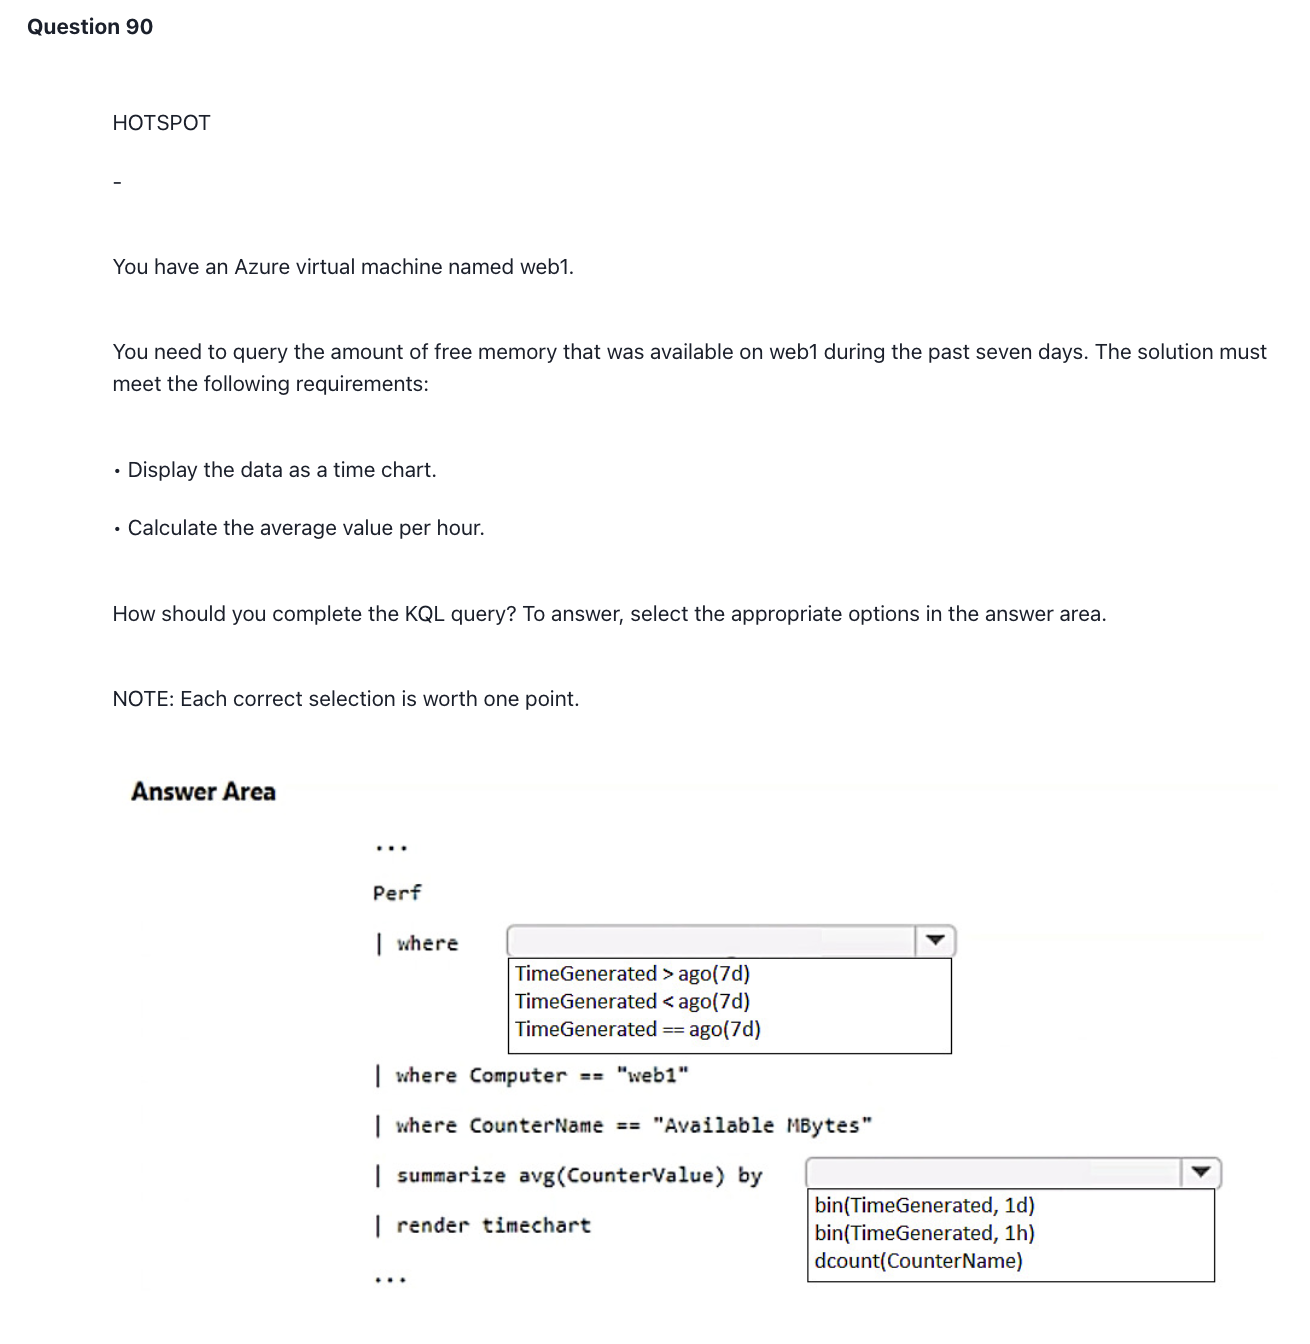 Question 90
HOTSPOT
-
You have an Azure virtual machine named web1.
You need to query the amount of free memory that was available on web1 during the past seven days. The solution must
meet the following requirements:
• Display the data as a time chart.
• Calculate the average value per hour.
How should you complete the KQL query? To answer, select the appropriate options in the answer area.
NOTE: Each correct selection is worth one point.
Answer Area
...
Perf
| where
TimeGenerated > ago(7d)
TimeGenerated < ago(7d)
TimeGenerated == ago(7d)
| where Computer == "web1"
| where CounterName == "Available MBytes"
| summarize avg(CounterValue) by
bin(TimeGenerated, 1d)
bin(TimeGenerated, 1h)
dcount(CounterName)
| render timechart
...